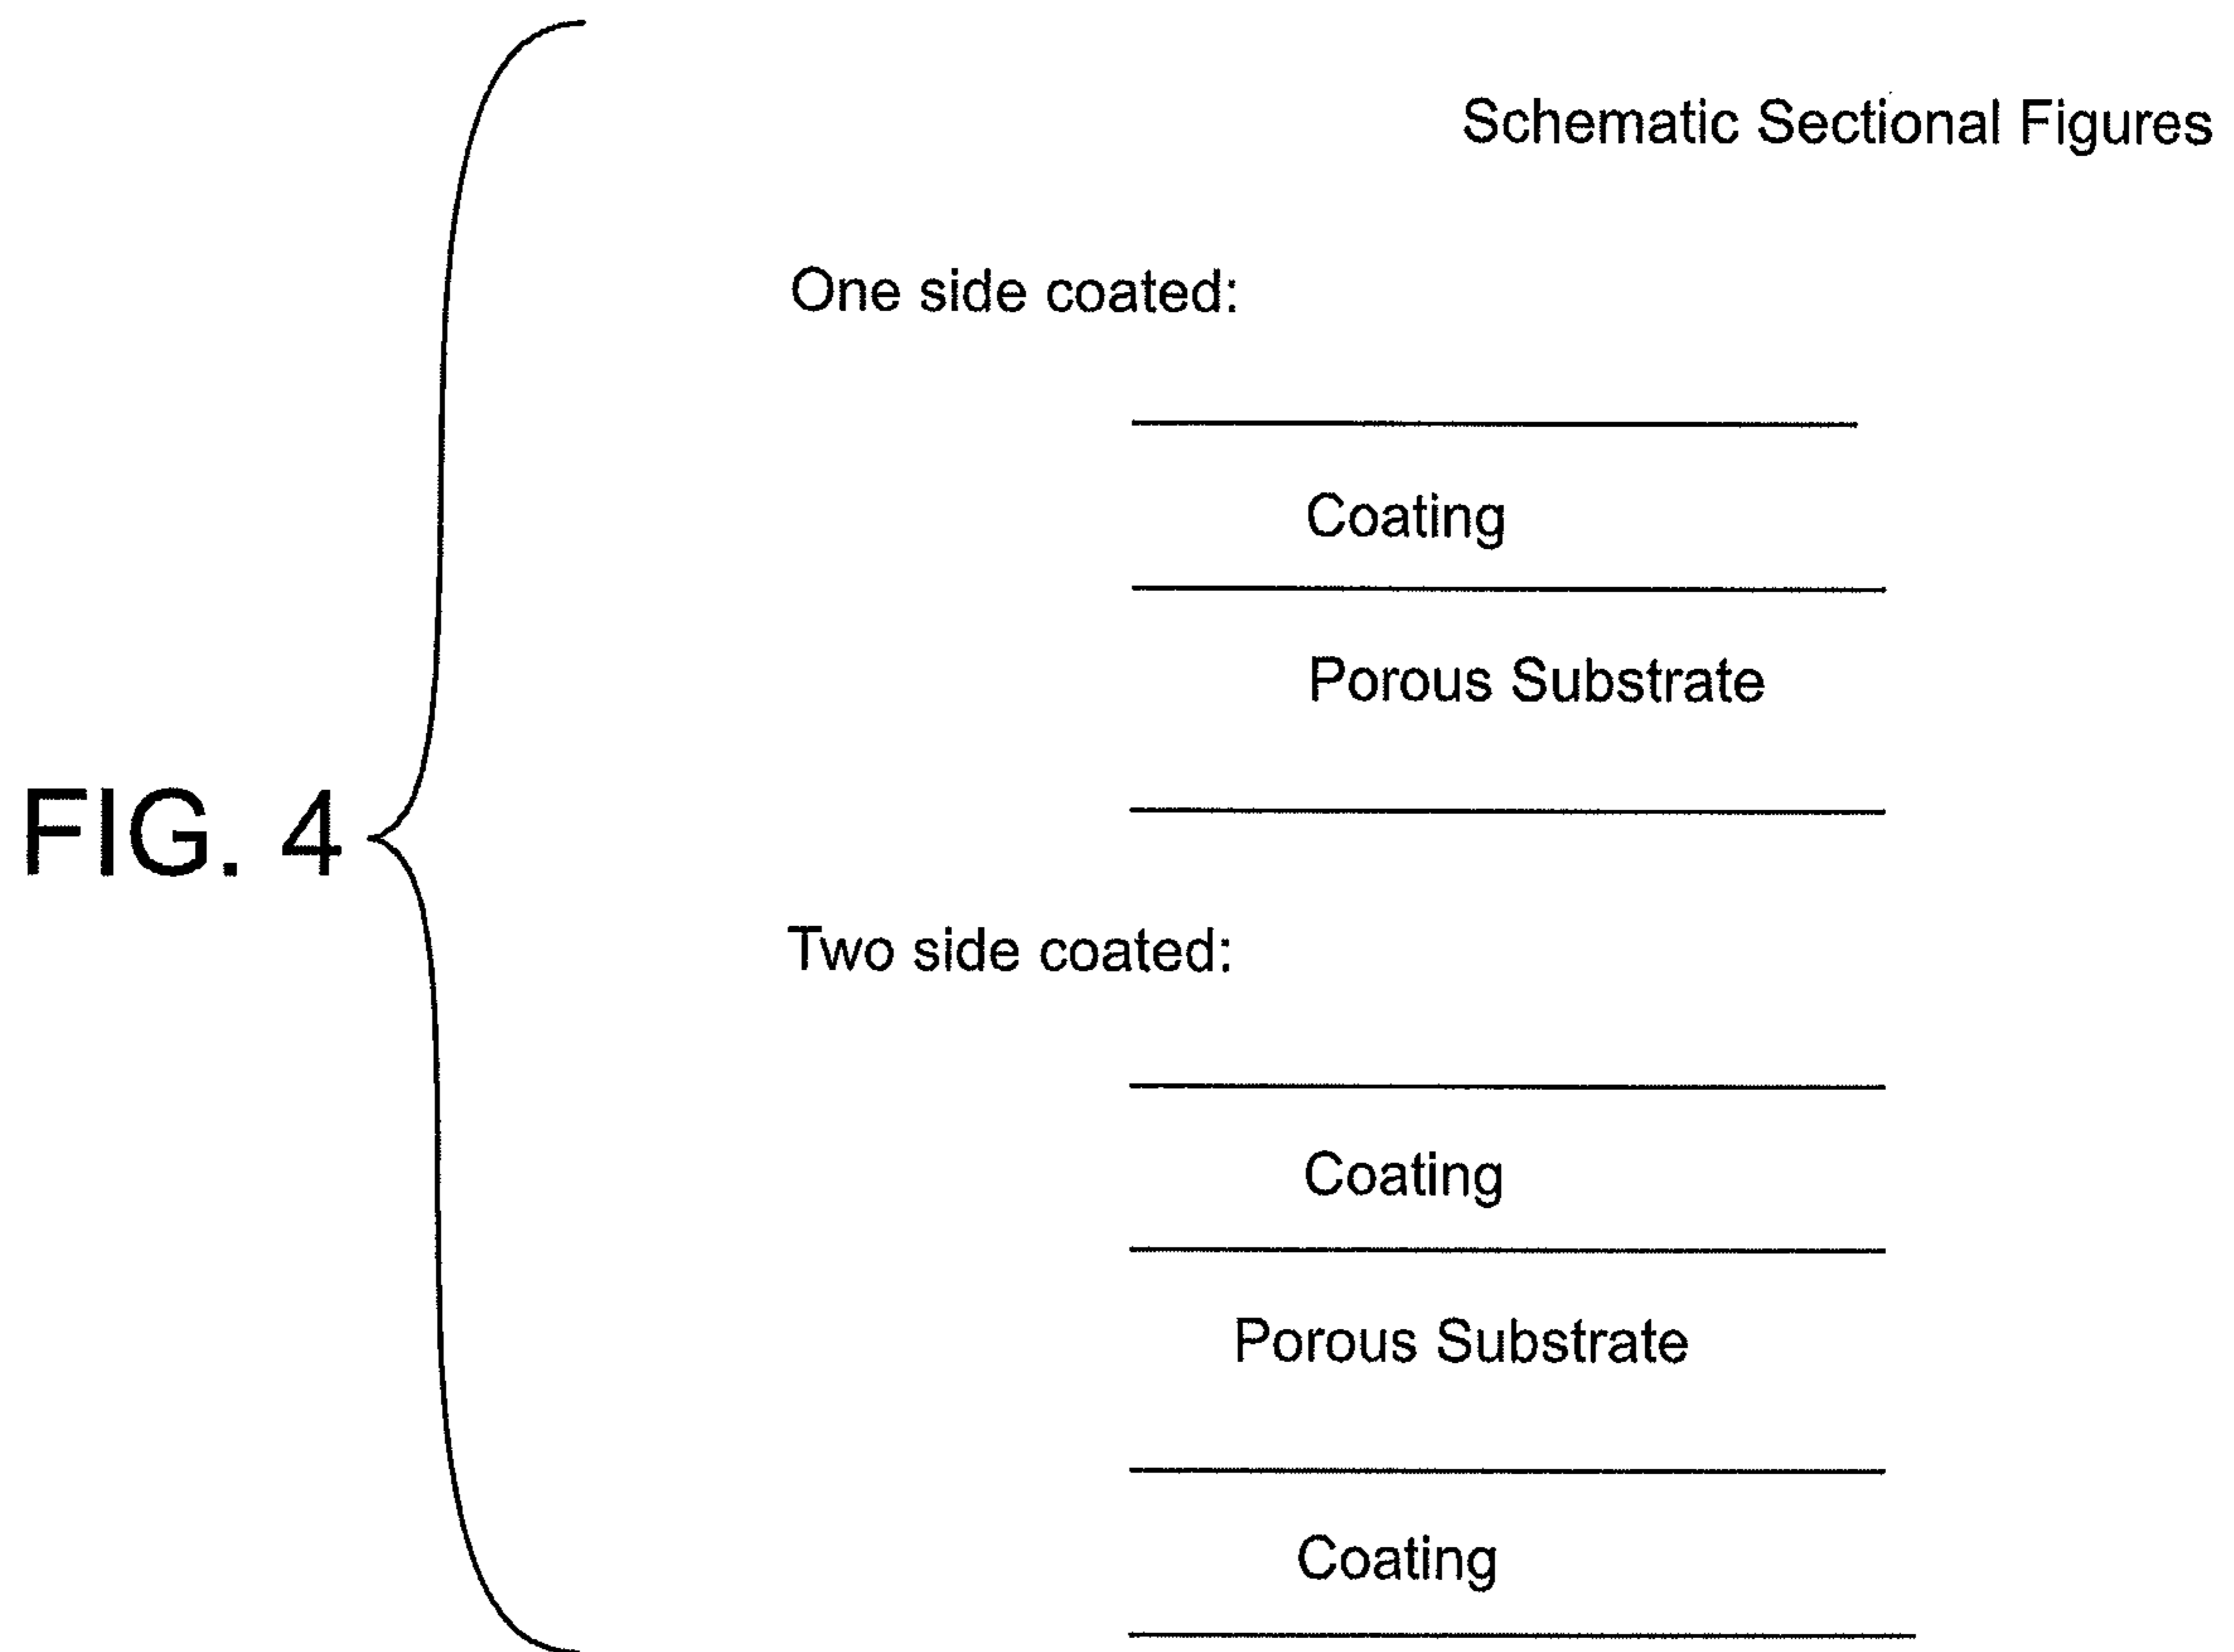 Schematic Sectional Figures
One side coated:
Coating
Porous Substrate
FIG. 4
Two side coated:
Coating
Porous Substrate
Coating